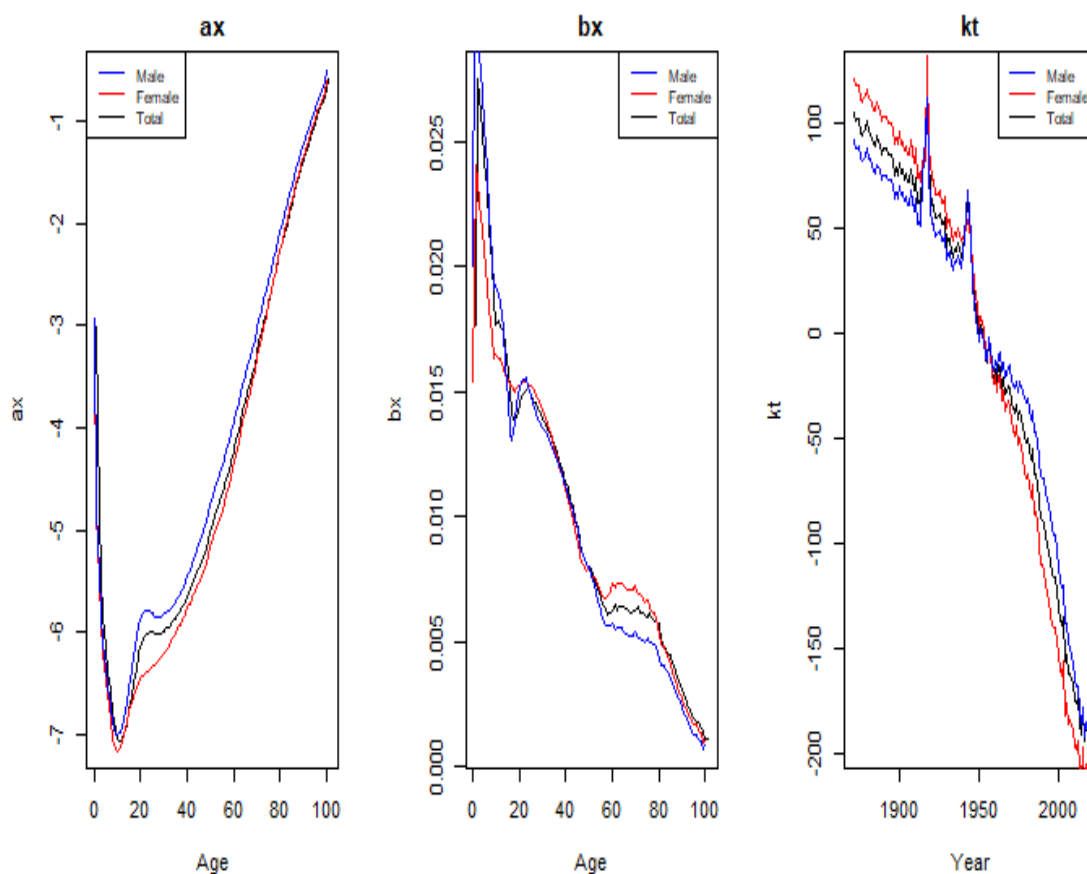 ax
Male
Female
Total
-1
-2
-3
-4
-5
-6
-7
ax
0 20 40 60 80 100
Age
bx
Male
Female
Total
0.025
0.020
0.015
0.010
0.005
0.000
bx
0 20 40 60 80 100
Age
kt
Male
Female
Total
100
50
0
-50
-100
-150
-200
kt
1900 1950 2000
Year